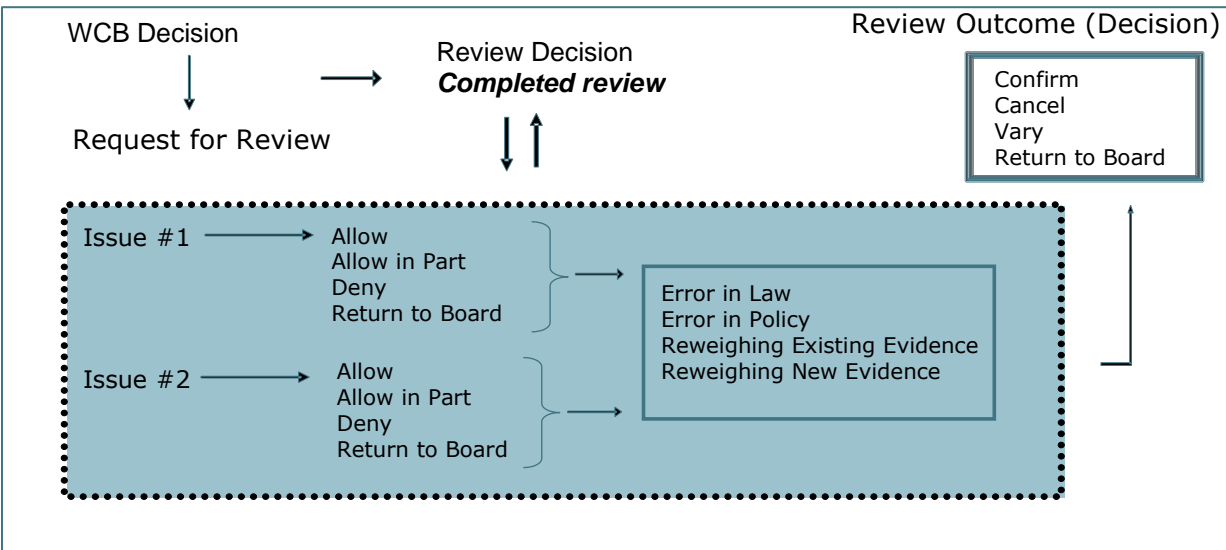 WCB Decision
Request for Review
Review Decision
Completed review
Review Outcome (Decision)
Confirm
Cancel
Vary
Return to Board
Issue #1
Allow
Allow in Part
Deny
Return to Board
Issue #2
Allow
Allow in Part
Deny
Return to Board
Error in Law
Error in Policy
Reweighing Existing Evidence
Reweighing New Evidence